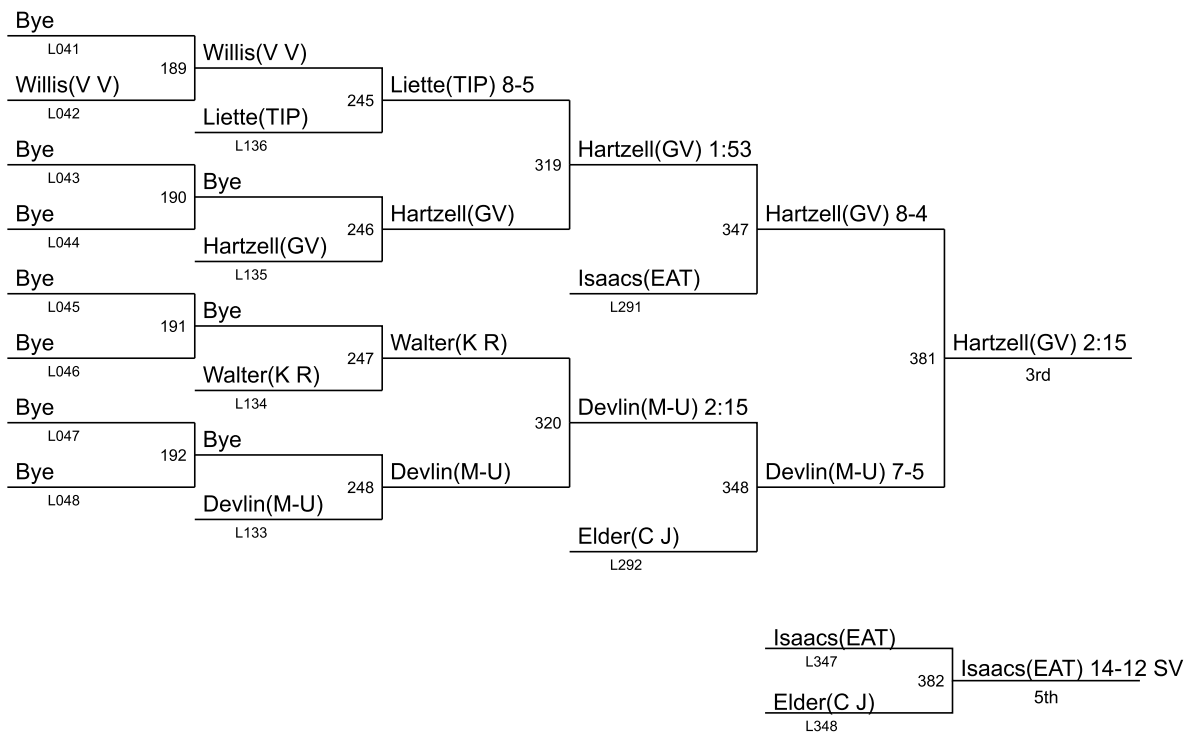 Bye
L041
189
Willis(V V)
Willis(V V)
L042
245
Liette(TIP) 8-5
Liette(TIP)
L136
Bye
L043
190
Bye
Bye
L044
246
Hartzell(GV)
Hartzell(GV)
L135
319
Hartzell(GV) 1:53
347
Hartzell(GV) 8-4
Isaacs(EAT)
L291
Bye
L045
191
Bye
Bye
L046
247
Walter(K R)
Walter(K R)
L134
Bye
L047
192
Bye
Bye
L048
248
Devlin(M-U)
Devlin(M-U)
L133
320
Devlin(M-U) 2:15
348
Devlin(M-U) 7-5
Elder(C J)
L292
381
Hartzell(GV) 2:15
3rd
Isaacs(EAT)
L347
382
Isaacs(EAT) 14-12 SV
5th
Elder(C J)
L348